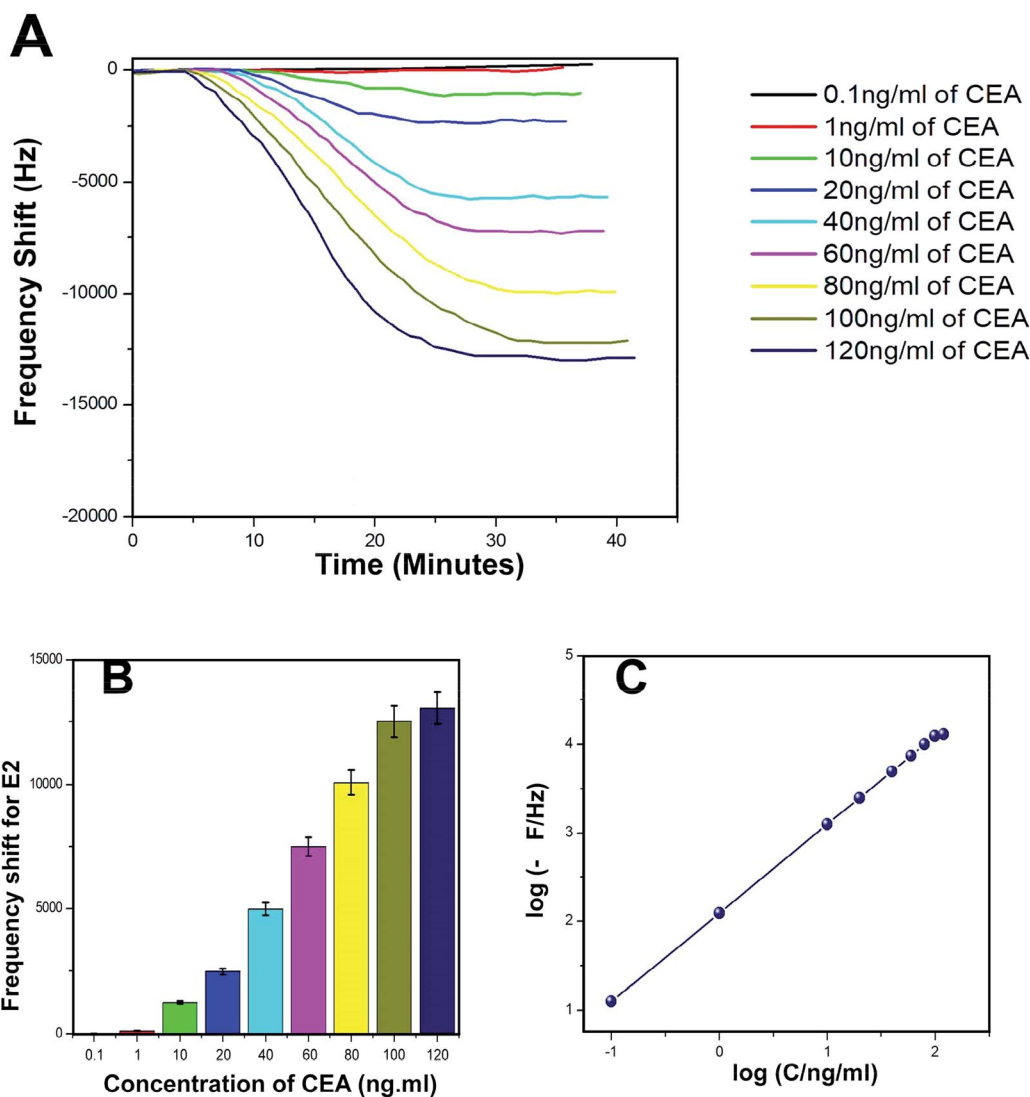 A
Frequency Shift (Hz)
0
-5000
-10000
-15000
-20000
0 10 20 30 40
Time (Minutes)
0.1ng/ml of CEA
1ng/ml of CEA
10ng/ml of CEA
20ng/ml of CEA
40ng/ml of CEA
60ng/ml of CEA
80ng/ml of CEA
100ng/ml of CEA
120ng/ml of CEA
B
Frequency shift for E2
15000
10000
5000
0
0.1 1 10 20 40 60 80 100 120
Concentration of CEA (ng.ml)
C
log (- F/Hz)
5
4
3
2
1
-1 0 1 2
log (C/ng/ml)